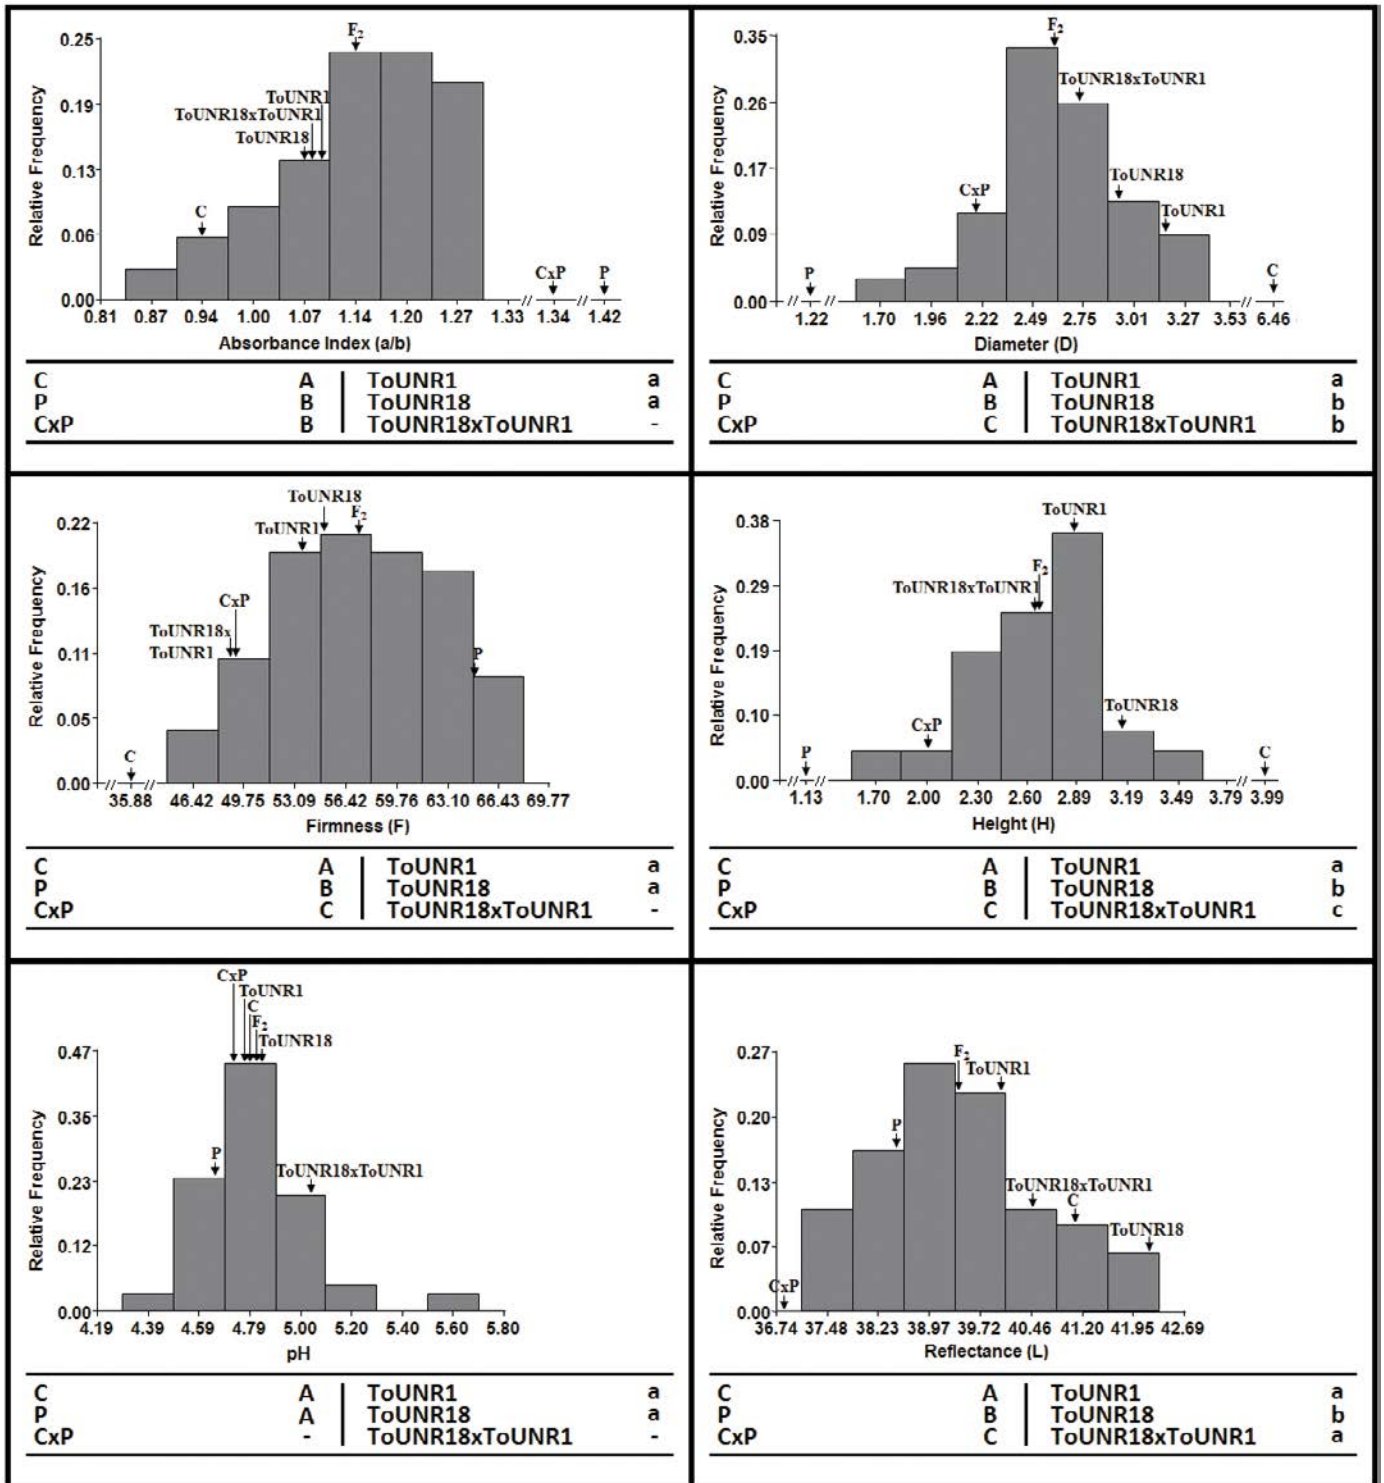 0.25
0.19
0.13
0.06
0.00
Relative Frequency
F2
ToUNR1
ToUNR18xToUNR1
ToUNR18
C
CxP P
0.81 0.87 0.94 1.00 1.07 1.14 1.20 1.27 1.33 1.34 1.42
Absorbance Index (a/b)
C A ToUNR1 a
P B ToUNR18 a
CxP B ToUNR18xToUNR1 -
0.35
0.26
0.17
0.09
0.00
Relative Frequency
F2
ToUNR18xToUNR1
CxP ToUNR18
ToUNR1
P C
1.22 1.70 1.96 2.22 2.49 2.75 3.01 3.27 3.53 6.46
Diameter (D)
C A ToUNR1 a
P B ToUNR18 b
CxP C ToUNR18xToUNR1 b
0.22
0.16
0.11
0.05
0.00
Relative Frequency
ToUNR18
F2
ToUNR1
CxP
ToUNR18x
ToUNR1
P
C
35.88 46.42 49.75 53.09 56.42 59.76 63.10 66.43 69.77
Firmness (F)
C A ToUNR1 a
P B ToUNR18 a
CxP C ToUNR18xToUNR1 -
0.38
0.29
0.19
0.10
0.00
Relative Frequency
ToUNR1
F2
ToUNR18xToUNR1
ToUNR18
CxP
P C
1.13 1.70 2.00 2.30 2.60 2.89 3.19 3.49 3.79 3.99
Height (H)
C A ToUNR1 a
P B ToUNR18 b
CxP C ToUNR18xToUNR1 c
CxP
ToUNR1
C
F2
ToUNR18
0.47
0.35
0.23
0.12
0.00
Relative Frequency
P
ToUNR18xToUNR1
4.19 4.39 4.59 4.79 5.00 5.20 5.40 5.60 5.80
pH
C A ToUNR1 a
P A ToUNR18 a
CxP - ToUNR18xToUNR1 -
0.27
0.20
0.13
0.07
0.00
Relative Frequency
F2
ToUNR1
P
ToUNR18xToUNR1
C
ToUNR18
CxP
36.74 37.48 38.23 38.97 39.72 40.46 41.20 41.95 42.69
Reflectance (L)
C A ToUNR1 a
P B ToUNR18 b
CxP C ToUNR18xToUNR1 a